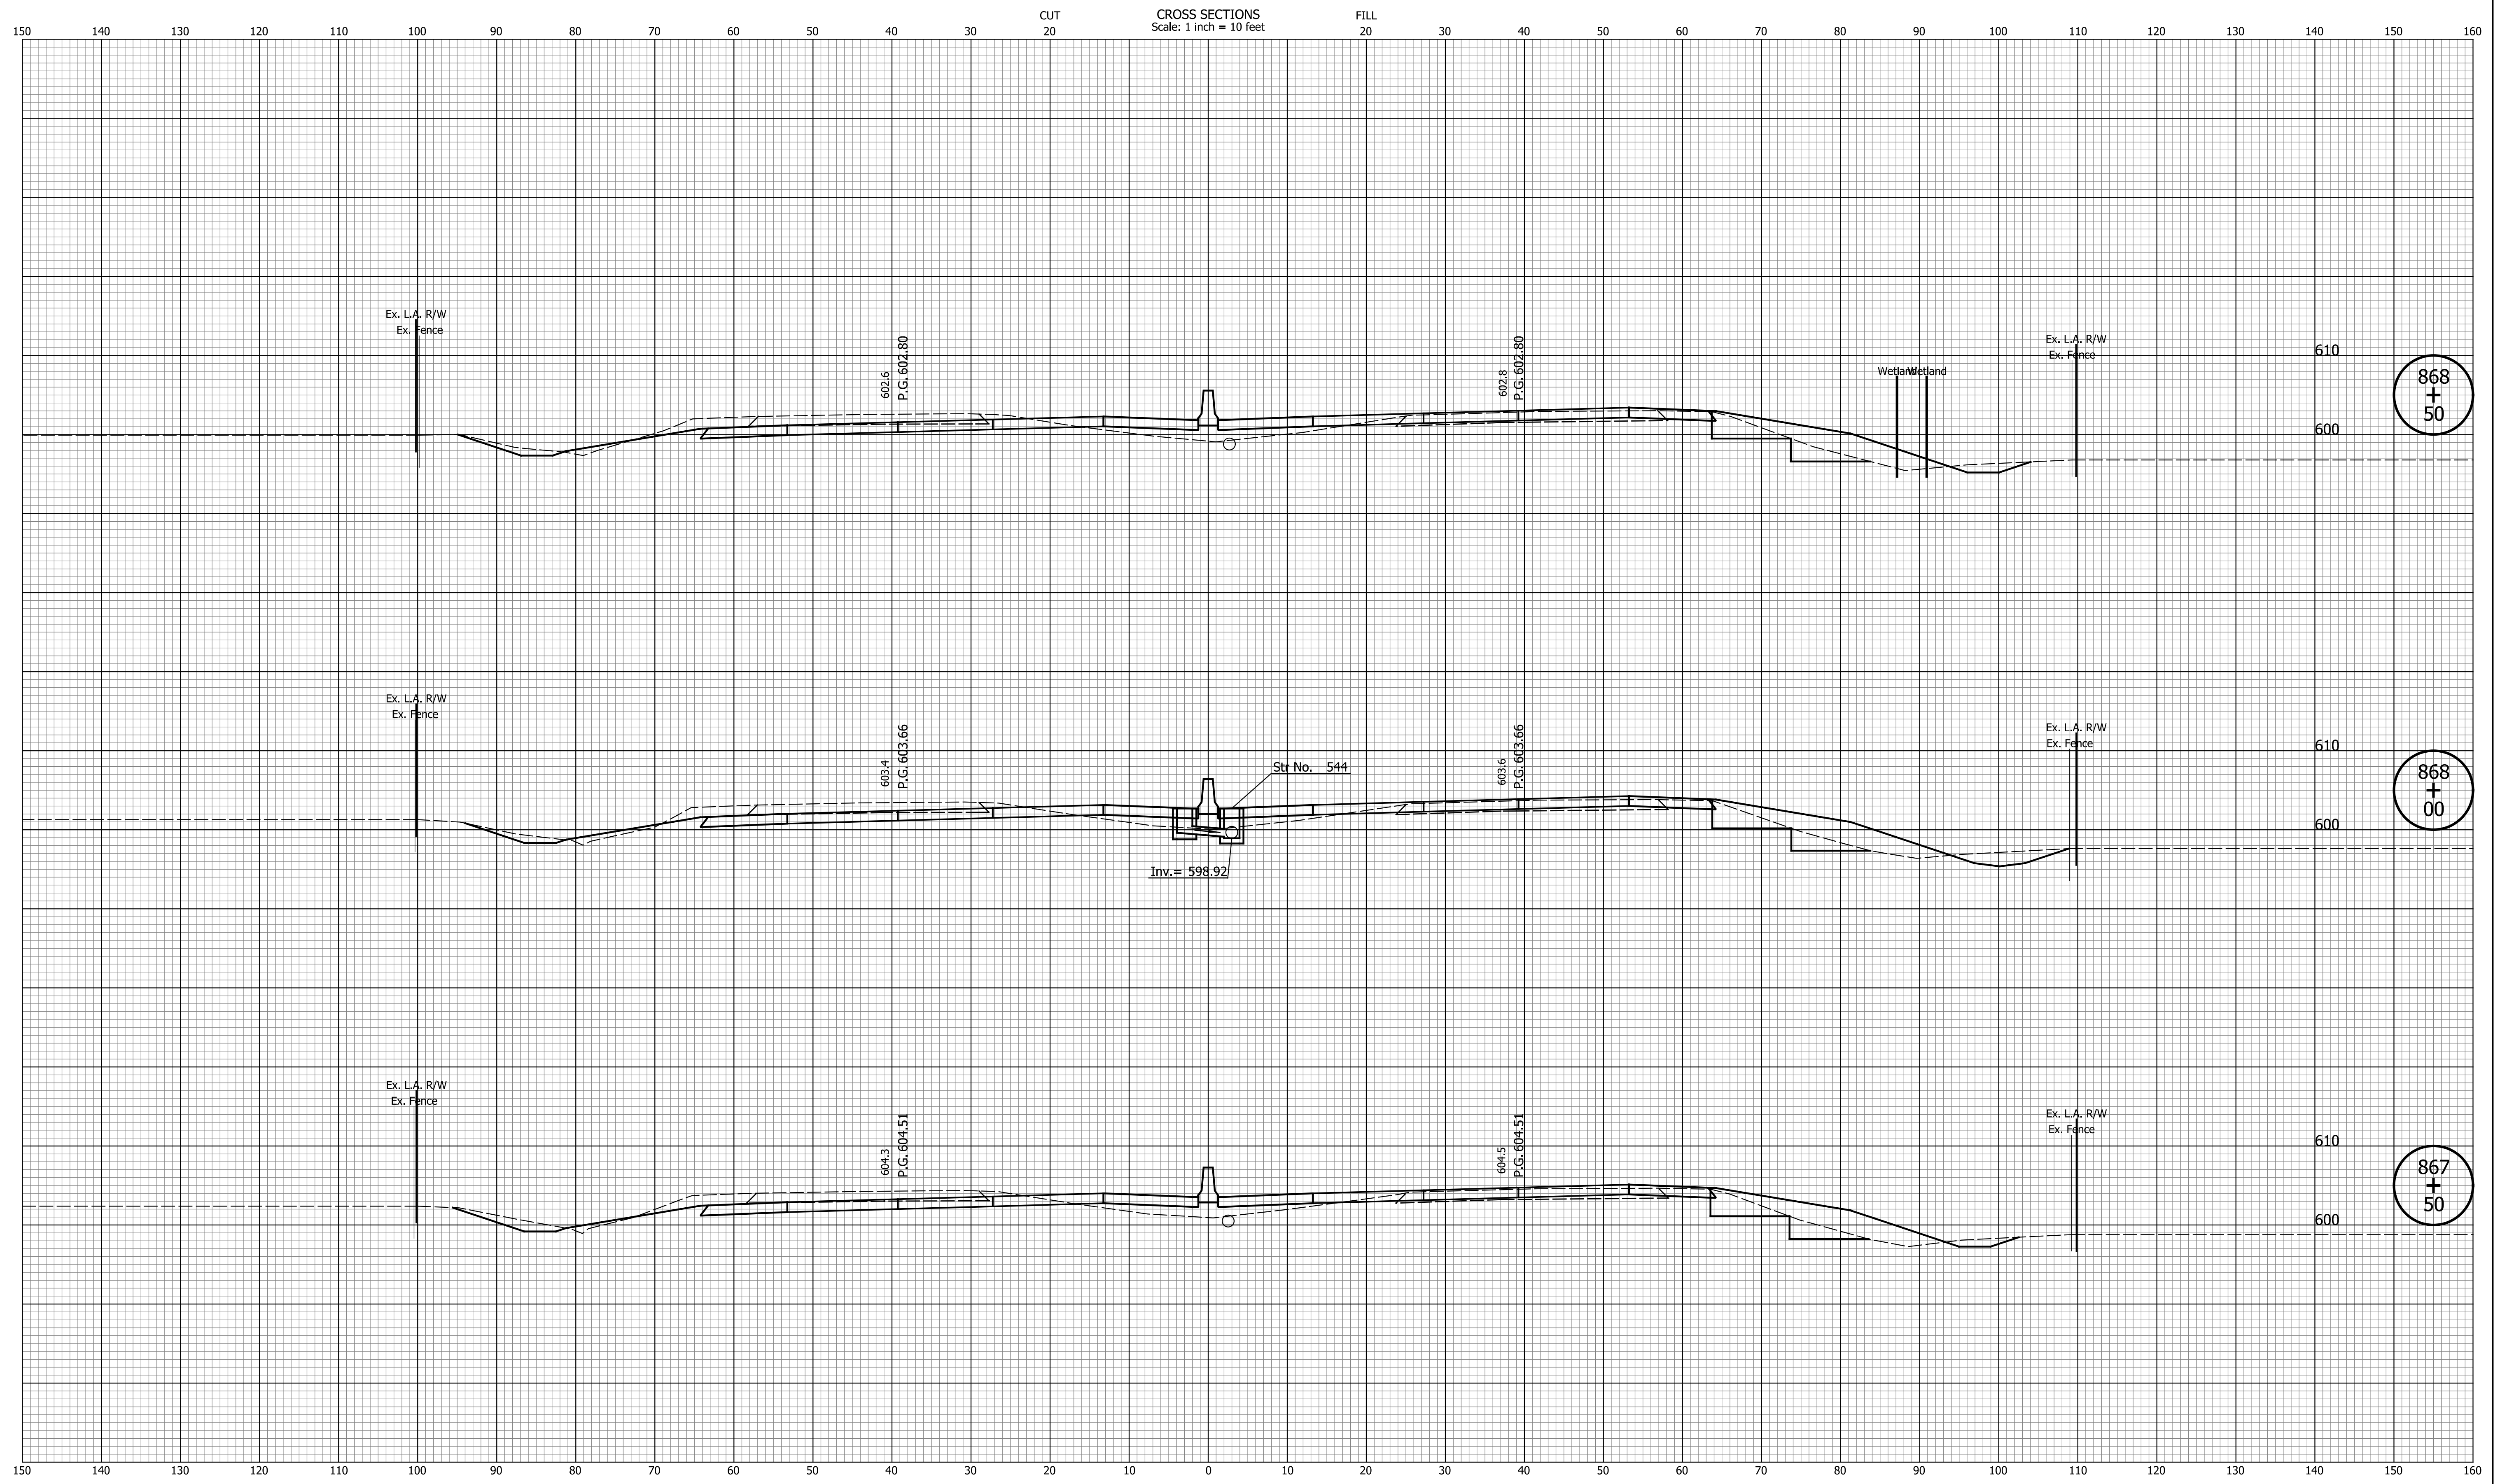 CUT CROSS SECTIONS FILL
Scale: 1 inch = 10 feet
150 140 130 120 110 100 90 80 70 60 50 40 30 20 20 30 40 50 60 70 80 90 100 110 120 130 140 150 160
Ex. L.A. R/W
Ex. Fence
602.6
P.G. 602.80
602.8
P.G. 602.80
Wetland
Wetland
Ex. L.A. R/W
Ex. Fence
610
600
868
+
50
Ex. L.A. R/W
Ex. Fence
603.4
P.G. 603.66
Str No. 544
Inv.= 598.92
603.6
P.G. 603.66
Ex. L.A. R/W
Ex. Fence
610
600
868
+
00
Ex. L.A. R/W
Ex. Fence
604.3
P.G. 604.51
604.5
P.G. 604.51
Ex. L.A. R/W
Ex. Fence
610
600
867
+
50
150 140 130 120 110 100 90 80 70 60 50 40 30 20 10 0 10 20 30 40 50 60 70 80 90 100 110 120 130 140 150 160